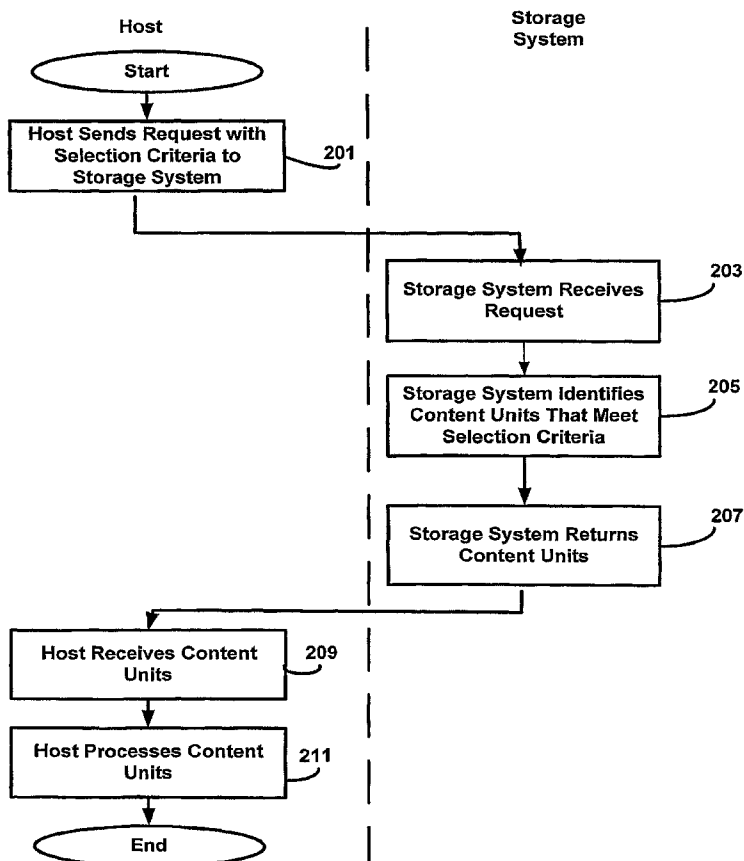 Host
Storage
System
Start
Host Sends Request with
Selection Criteria to
Storage System
201
Storage System Receives
Request
203
Storage System Identifies
Content Units That Meet
Selection Criteria
205
Storage System Returns
Content Units
207
Host Receives Content
Units
209
Host Processes Content
Units
211
End